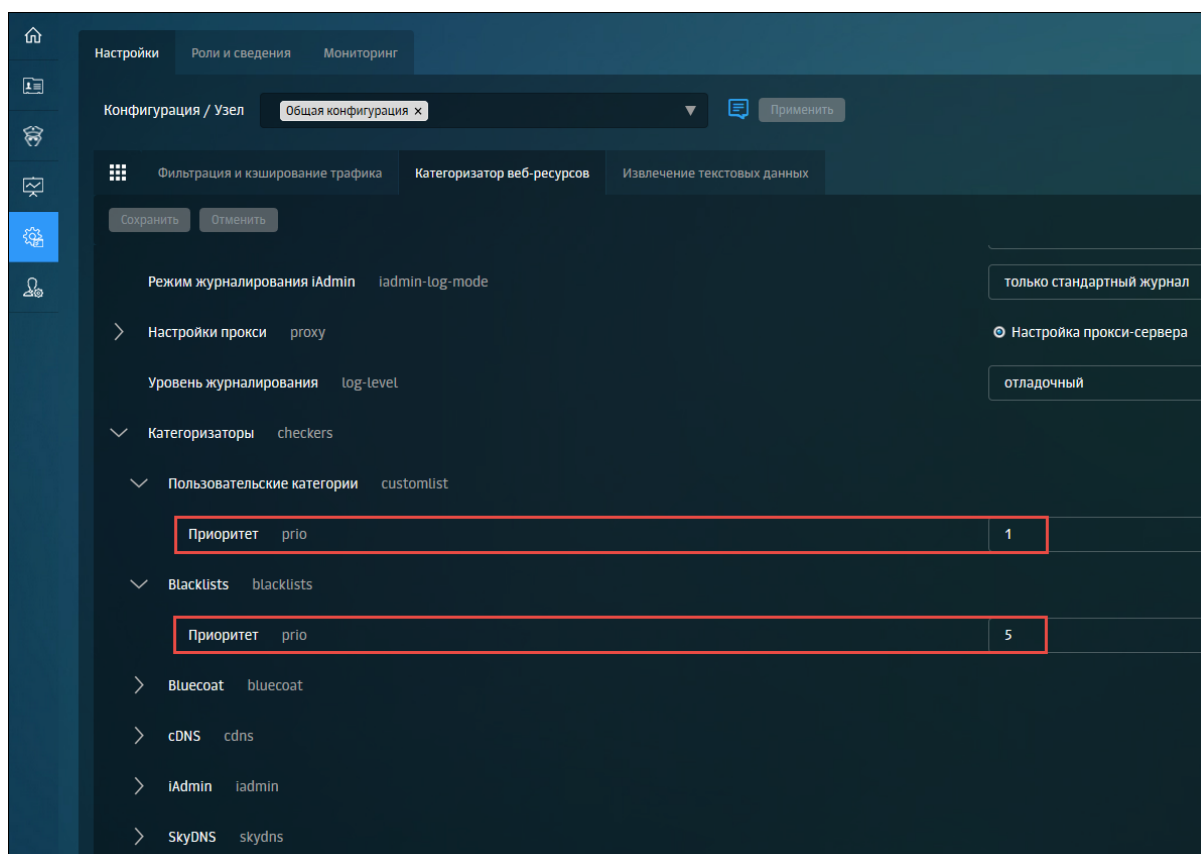 Настройки Роли и сведения Мониторинг
Конфигурация / Узел Общая конфигурация × Применить
Фильтрация и кэширование трафика Категоризатор веб-ресурсов Извлечение текстовых данных
Сохранить Отменить
Режим журналирования iAdmin iadmin-log-mode только стандартный журнал
Настройки прокси proxy Настройка прокси-сервера
Уровень журналирования log-level отладочный
Категоризаторы checkers
Пользовательские категории customlist
Приоритет prio 1
Blacklists blacklists
Приоритет prio 5
Bluecoat bluecoat
cDNS cdns
iAdmin iadmin
SkyDNS skydns